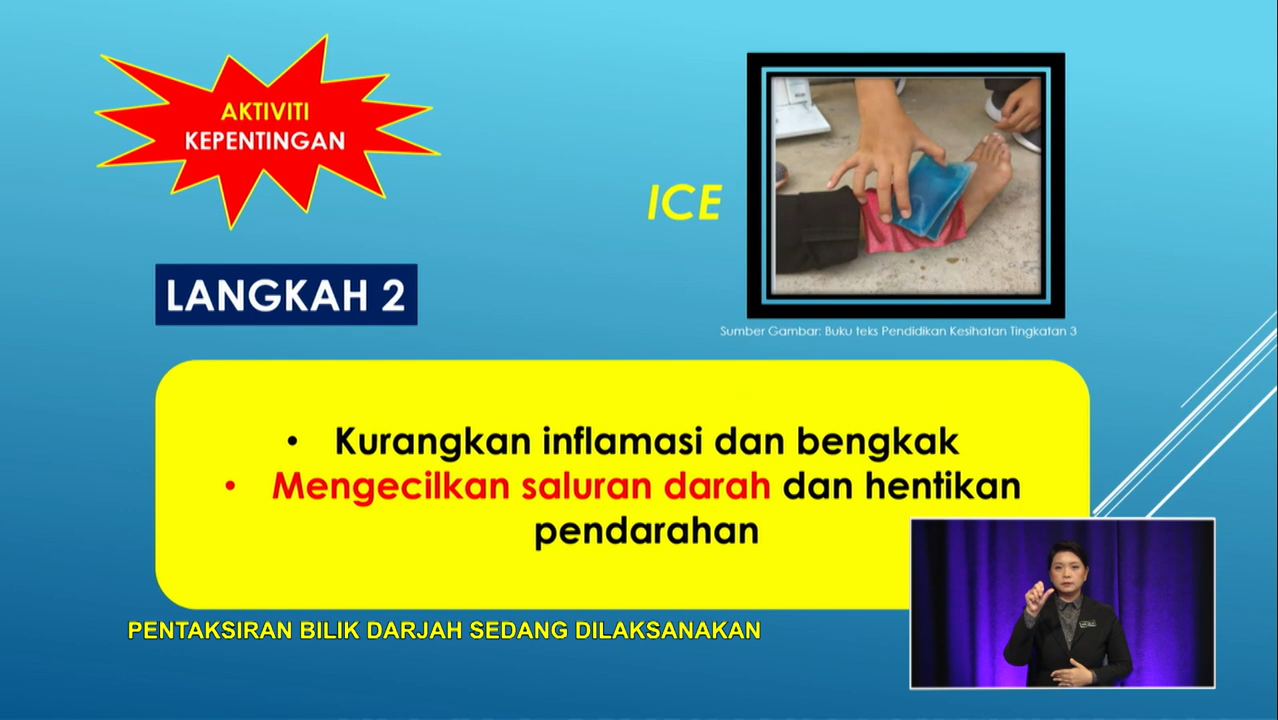 AKTIVITI
KEPENTINGAN
ICE
LANGKAH 2
Sumber Gambar: Buku teks Pendidikan Kesihatan Tingkatan 3
• Kurangkan inflamasi dan bengkak
• Mengecilkan saluran darah dan hentikan
pendarahan
PENTAKSIRAN BILIK DARJAH SEDANG DILAKSANAKAN